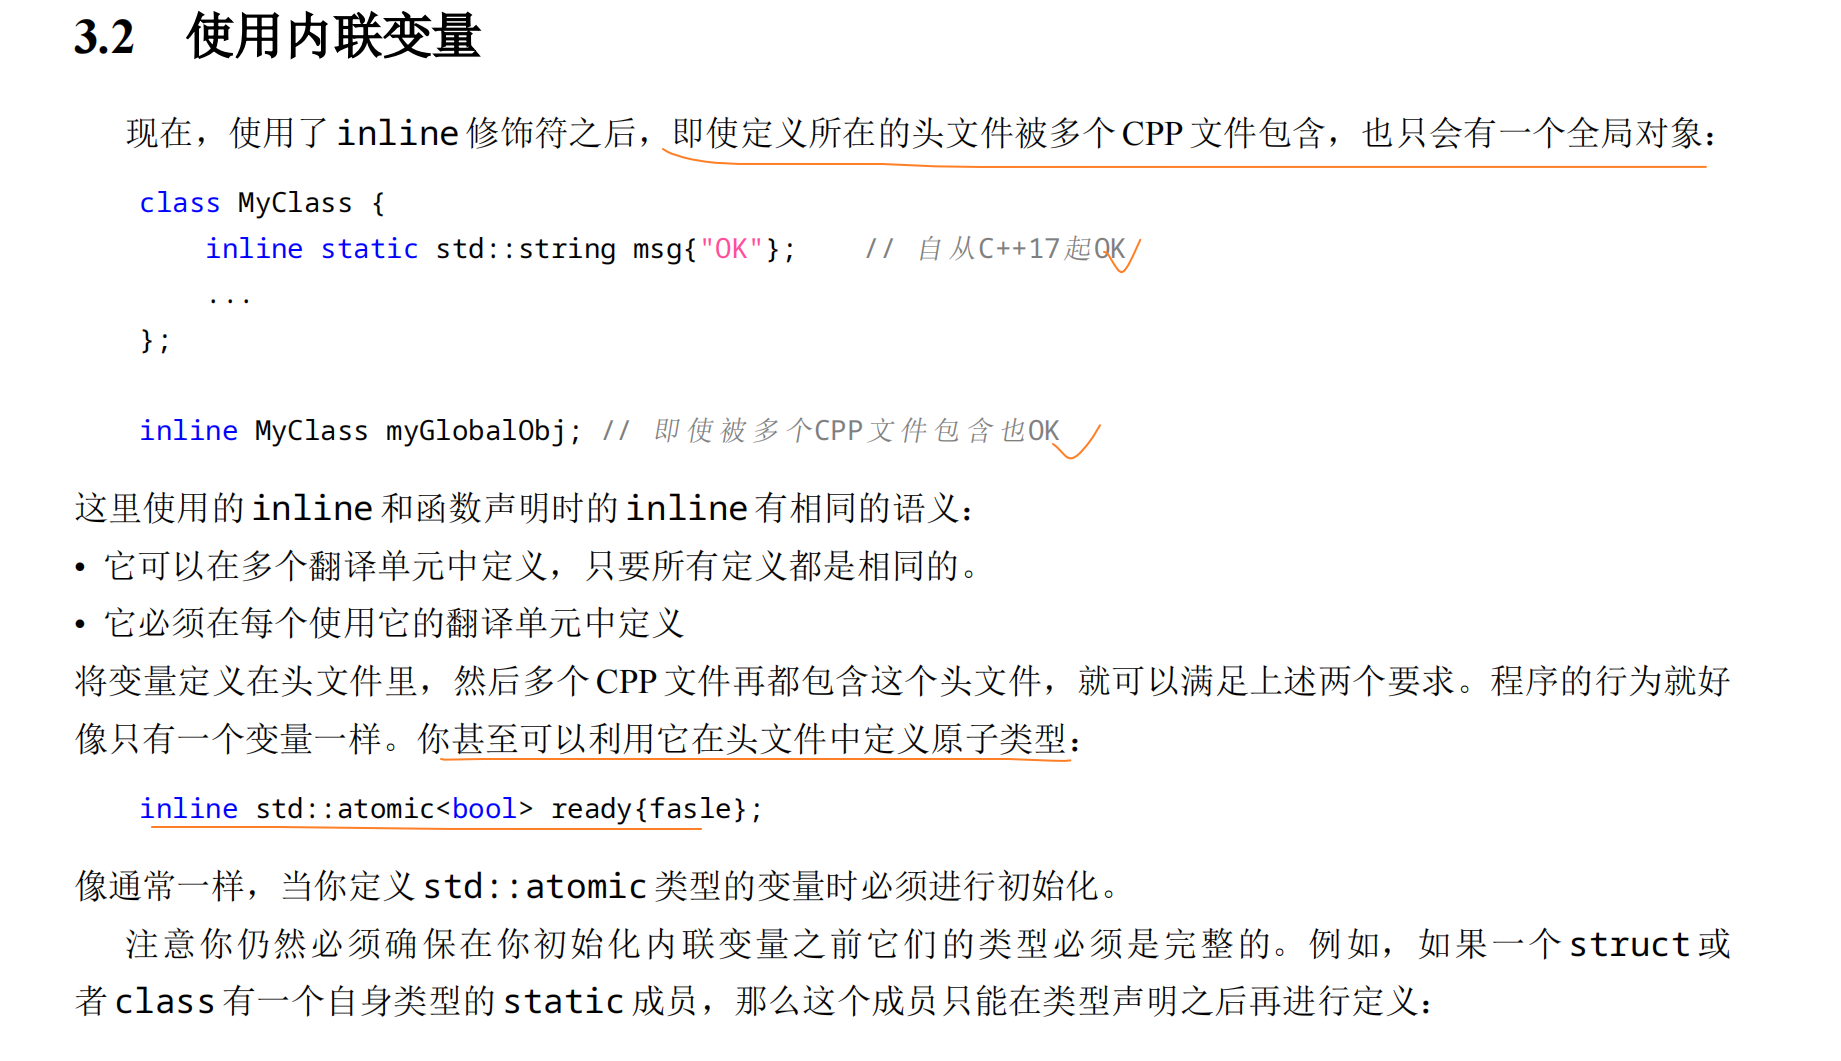 3.2 使用内联变量
现在，使用了 inline 修饰符之后，即使定义所在的头文件被多个 CPP 文件包含，也只会有一个全局对象：
class MyClass {
    inline static std::string msg{"OK"};    // 自从C++17起OK
    ...
};
inline MyClass myGlobalObj; // 即使被多个CPP文件包含也OK
这里使用的 inline 和函数声明时的 inline 有相同的语义：
• 它可以在多个翻译单元中定义，只要所有定义都是相同的。
• 它必须在每个使用它的翻译单元中定义
将变量定义在头文件里，然后多个 CPP 文件再都包含这个头文件，就可以满足上述两个要求。程序的行为就好
像只有一个变量一样。你甚至可以利用它在头文件中定义原子类型：
inline std::atomic<bool> ready{fasle};
像通常一样，当你定义 std::atomic 类型的变量时必须进行初始化。
注意你仍然必须确保在你初始化内联变量之前它们的类型必须是完整的。例如，如果一个 struct 或
者 class 有一个自身类型的 static 成员，那么这个成员只能在类型声明之后再进行定义：